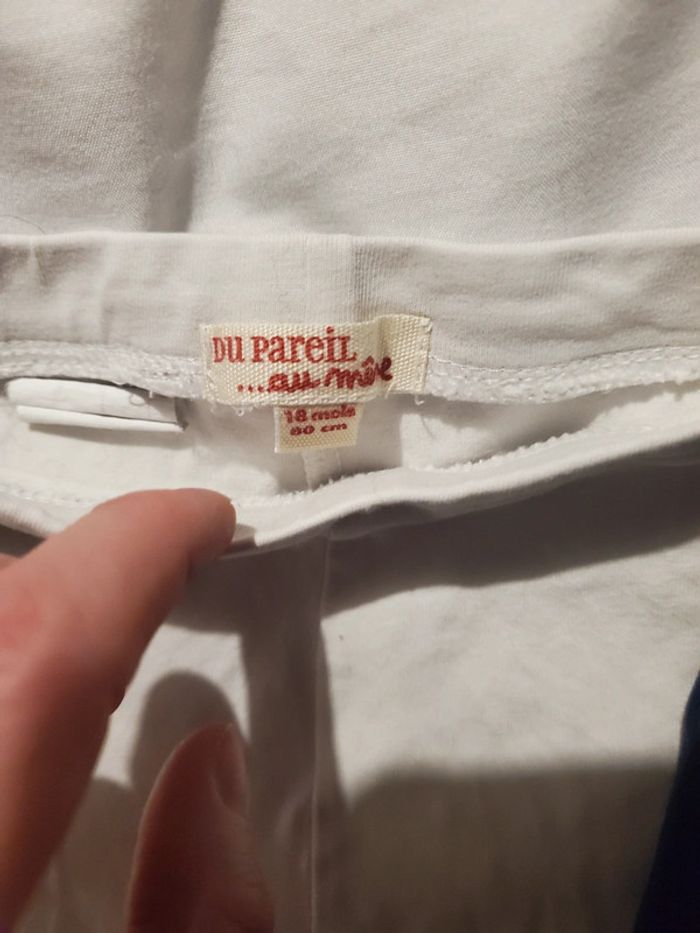 DU PAREIL
...au même
18 mois
80 cm